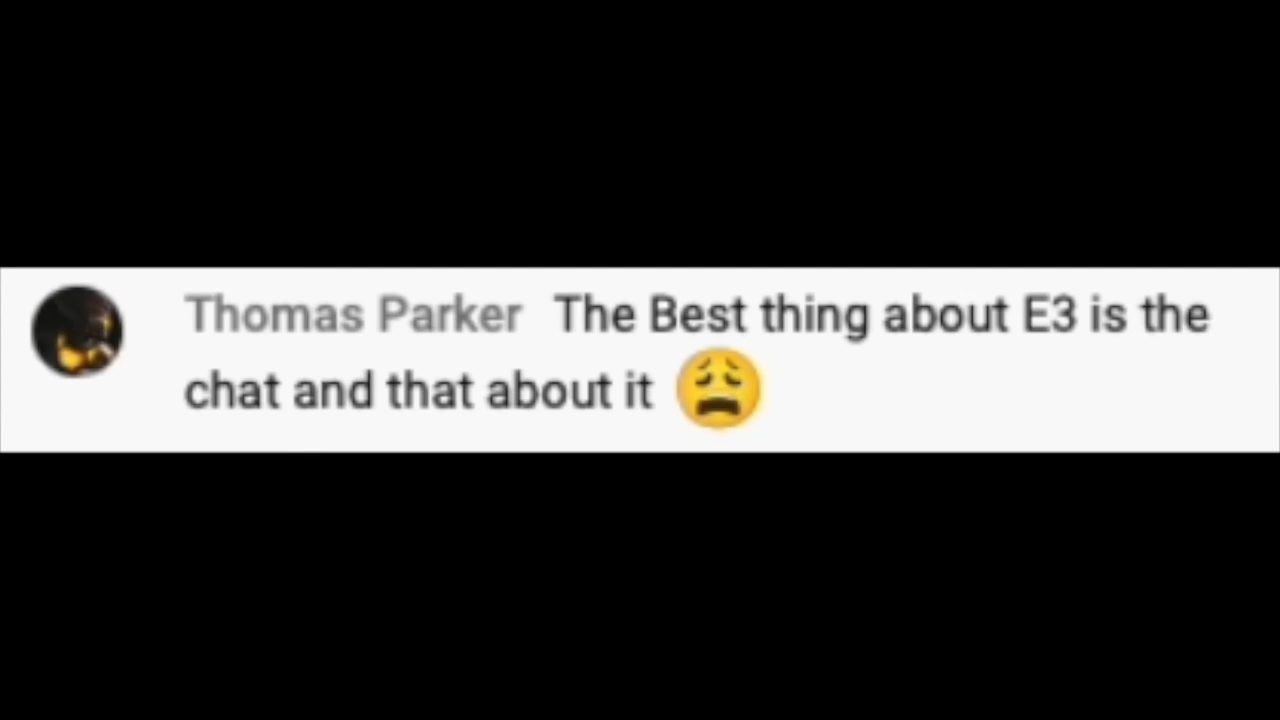 Thomas Parker The Best thing about E3 is the
chat and that about it 😩